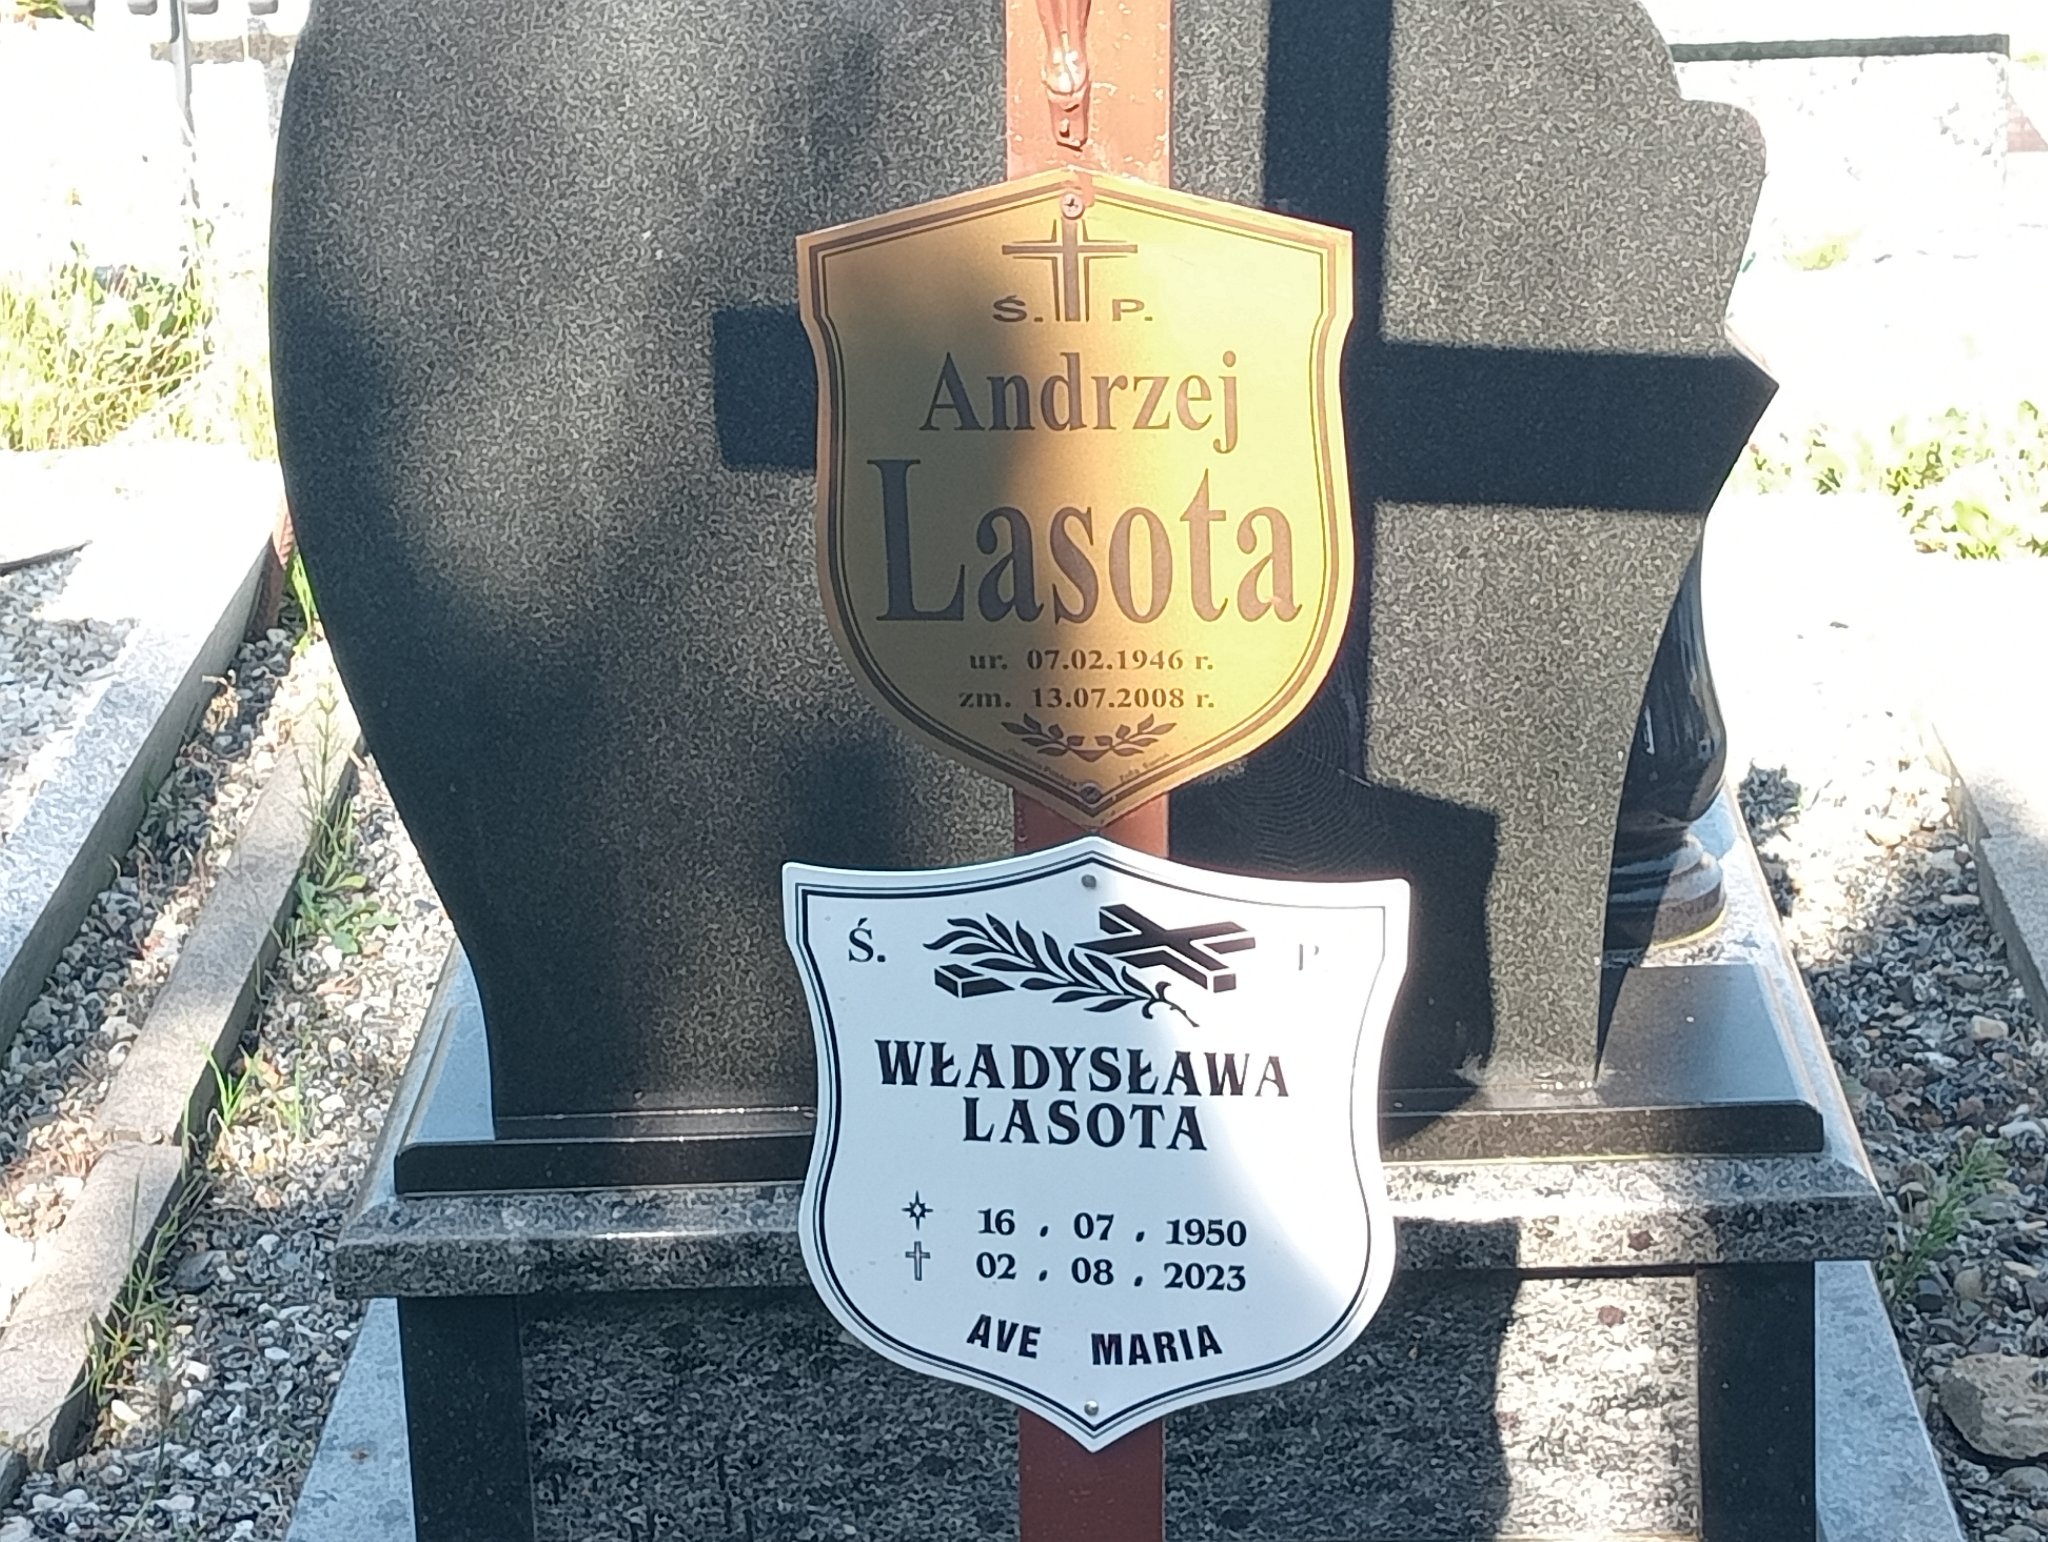 Ś. P.
Andrzej
Lasota
ur. 07.02.1946 r.
zm. 13.07.2008 r.
Ś. P.
WŁADYSŁAWA
LASOTA
16 . 07 . 1950
02 . 08 . 2023
AVE MARIA